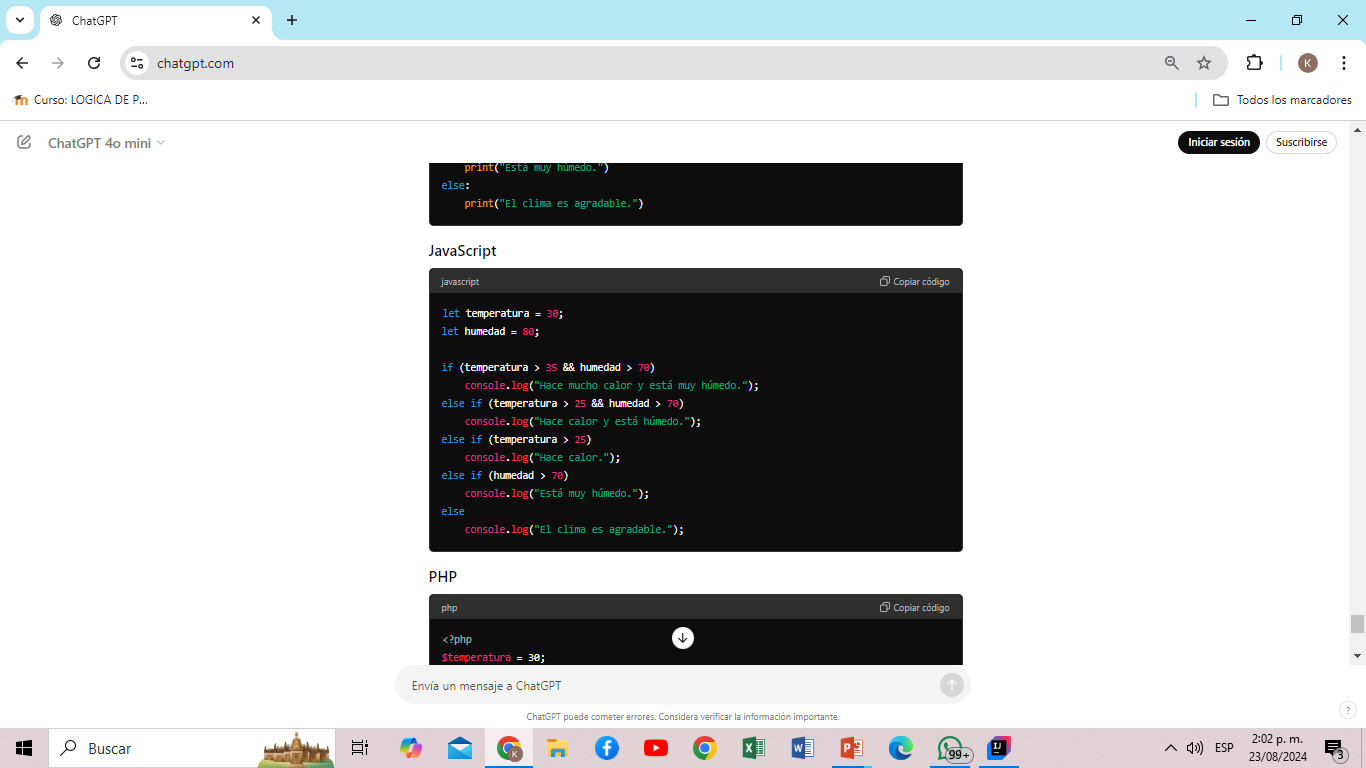 ChatGPT
chatgpt.com
K
Curso: LOGICA DE P...
Todos los marcadores
ChatGPT 4o mini
Iniciar sesión
Suscribirse
print("Está muy húmedo.")
else:
print("El clima es agradable.")
JavaScript
javascript
Copiar código
let temperatura = 30;
let humedad = 80;
if (temperatura > 35 && humedad > 70)
console.log("Hace mucho calor y está muy húmedo.");
else if (temperatura > 25 && humedad > 70)
console.log("Hace calor y está húmedo.");
else if (temperatura > 25)
console.log("Hace calor.");
else if (humedad > 70)
console.log("Está muy húmedo.");
else
console.log("El clima es agradable.");
PHP
php
Copiar código
<?php
$temperatura = 30;
Envía un mensaje a ChatGPT
ChatGPT puede cometer errores. Considera verificar la información importante.
?
Buscar
K
99+
ESP
2:02 p. m.
23/08/2024
3